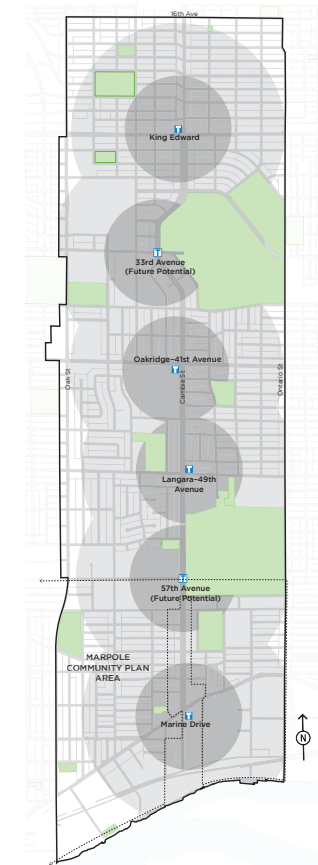 16th Ave
King Edward
33rd Avenue
(Future Potential)
Oakridge–41st Avenue
Oak St
Cambie St
Ontario St
Langara–49th
Avenue
57th Avenue
(Future Potential)
MARPOLE
COMMUNITY PLAN
AREA
Marine Drive
N